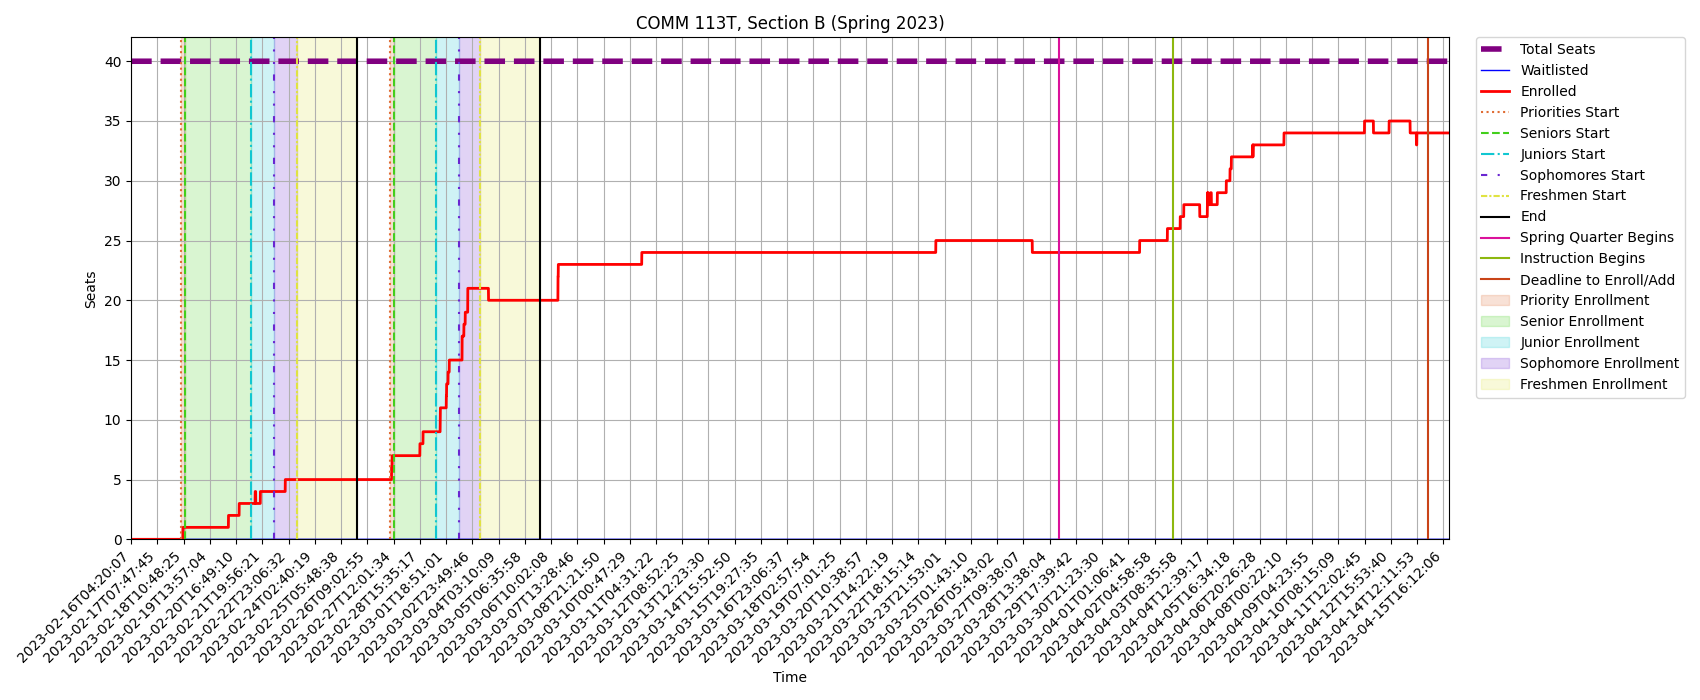 COMM 113T, Section B (Spring 2023)
Seats
40
35
30
25
20
15
10
5
0
2023-02-16T04:20:07
2023-02-17T07:47:45
2023-02-18T10:48:25
2023-02-19T13:57:04
2023-02-20T16:49:10
2023-02-21T19:56:21
2023-02-22T23:06:32
2023-02-24T02:40:19
2023-02-25T05:48:38
2023-02-26T09:02:55
2023-02-27T12:01:34
2023-02-28T15:35:17
2023-03-01T18:51:01
2023-03-02T23:49:46
2023-03-04T03:10:09
2023-03-05T06:35:58
2023-03-06T10:02:08
2023-03-07T13:28:46
2023-03-08T21:21:50
2023-03-10T00:47:29
2023-03-11T04:31:22
2023-03-12T08:52:25
2023-03-13T12:23:30
2023-03-14T15:52:50
2023-03-15T19:27:35
2023-03-16T23:06:37
2023-03-18T02:57:54
2023-03-19T07:01:25
2023-03-20T10:38:57
2023-03-21T14:22:19
2023-03-22T18:15:14
2023-03-23T21:53:01
2023-03-25T01:43:10
2023-03-26T05:43:02
2023-03-27T09:38:07
2023-03-28T13:38:04
2023-03-29T17:39:42
2023-03-30T21:23:30
2023-04-01T01:06:41
2023-04-02T04:58:58
2023-04-03T08:35:58
2023-04-04T12:39:17
2023-04-05T16:34:18
2023-04-06T20:26:28
2023-04-08T00:22:10
2023-04-09T04:23:55
2023-04-10T08:15:09
2023-04-11T12:02:45
2023-04-12T15:53:40
2023-04-14T12:11:53
2023-04-15T16:12:06
Time
Total Seats
Waitlisted
Enrolled
Priorities Start
Seniors Start
Juniors Start
Sophomores Start
Freshmen Start
End
Spring Quarter Begins
Instruction Begins
Deadline to Enroll/Add
Priority Enrollment
Senior Enrollment
Junior Enrollment
Sophomore Enrollment
Freshmen Enrollment